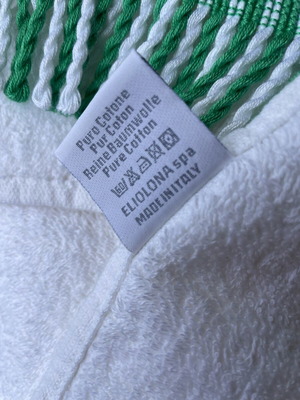 Puro Cotone
Pur Coton
Reine Baumwolle
Pure Cotton
ELIOLONA spa
MADE IN ITALY